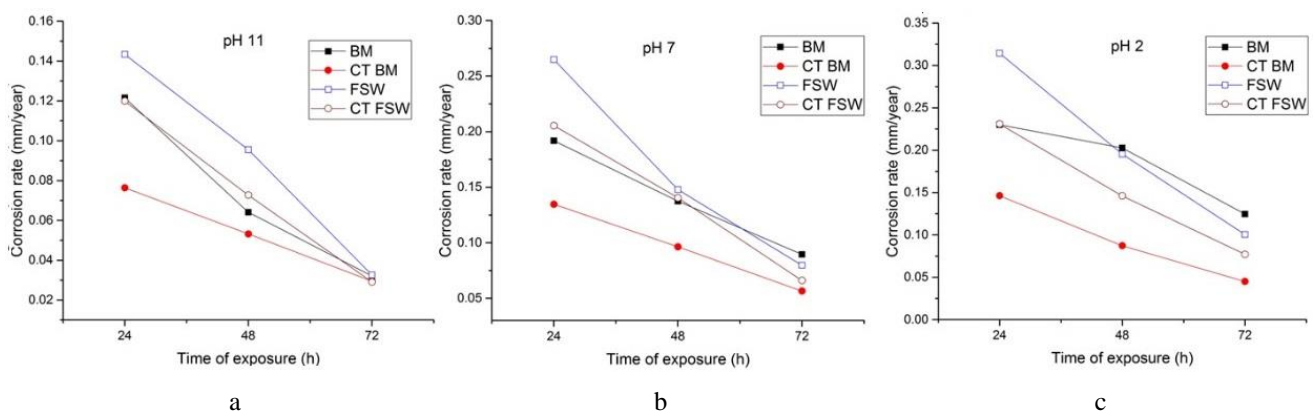 pH 11
BM
CT BM
FSW
CT FSW
Corrosion rate (mm/year)
0.16
0.14
0.12
0.10
0.08
0.06
0.04
0.02
24
48
72
Time of exposure (h)
a
pH 7
BM
CT BM
FSW
CT FSW
Corrosion rate (mm/year)
0.30
0.25
0.20
0.15
0.10
0.05
24
48
72
Time of exposure (h)
b
pH 2
BM
CT BM
FSW
CT FSW
Corrosion rate (mm/year)
0.35
0.30
0.25
0.20
0.15
0.10
0.05
0.00
24
48
72
Time of exposure (h)
c